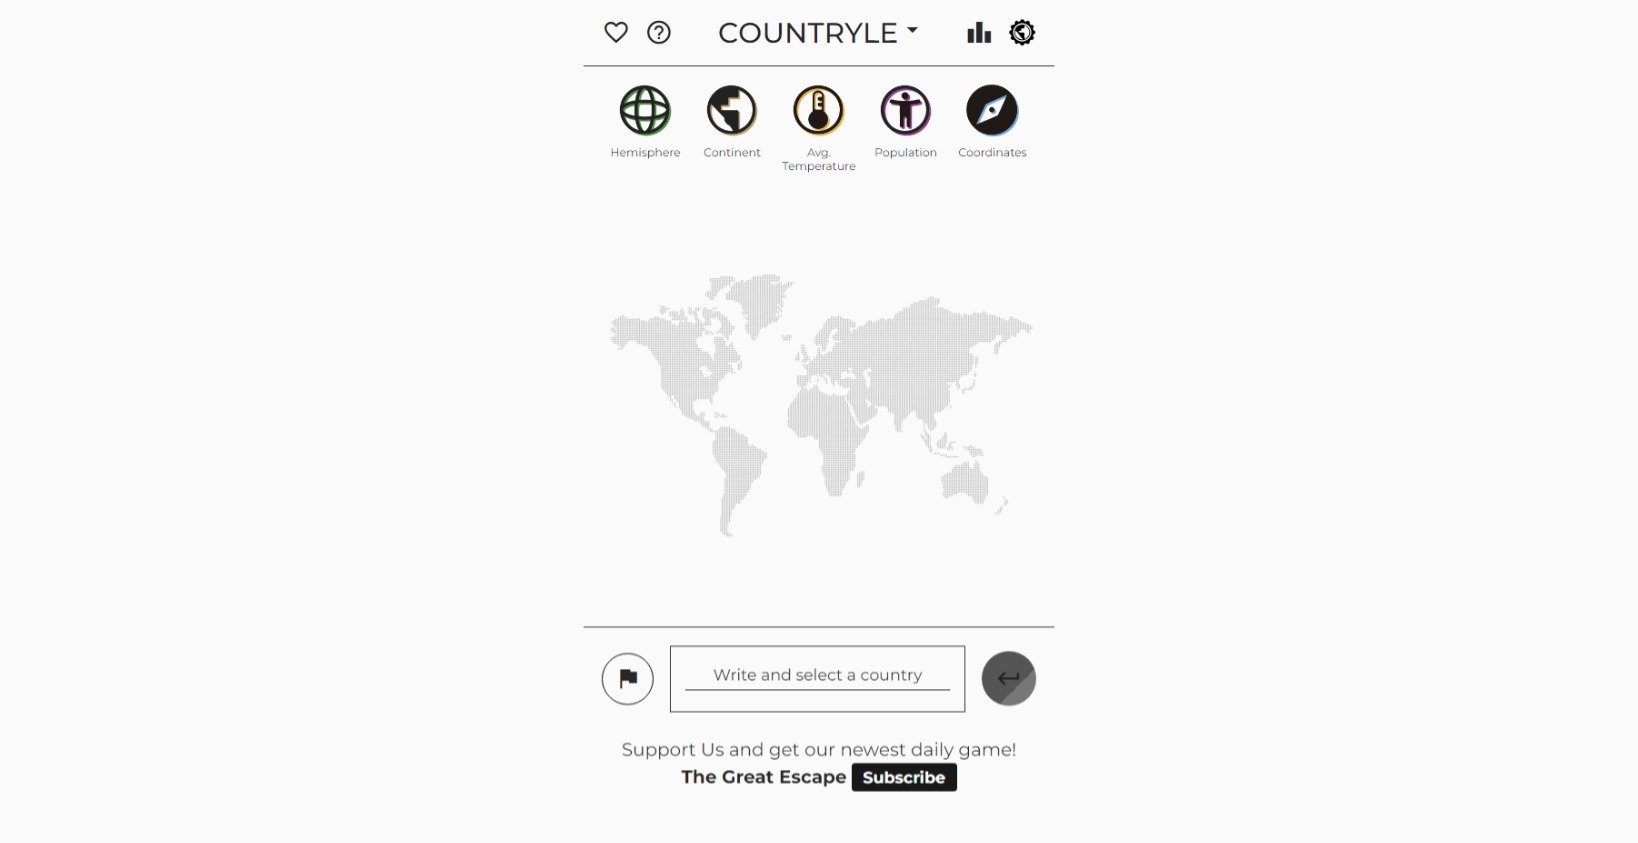 COUNTRYLE
Hemisphere
Continent
Avg.
Temperature
Population
Coordinates
Write and select a country
Support Us and get our newest daily game!
The Great Escape Subscribe